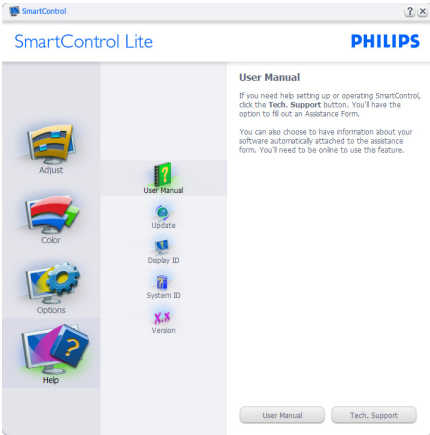 SmartControl
? x
SmartControl Lite
PHILIPS
User Manual
If you need help setting up or operating SmartControl,
click the Tech. Support button. You'll have the
option to fill out an Assistance Form.
You can also choose to have information about your
software automatically attached to the assistance
form. You'll need to be online to use this feature.
Adjust
Color
Options
Help
User Manual
Update
Display ID
System ID
X.X
Version
User Manual
Tech. Support